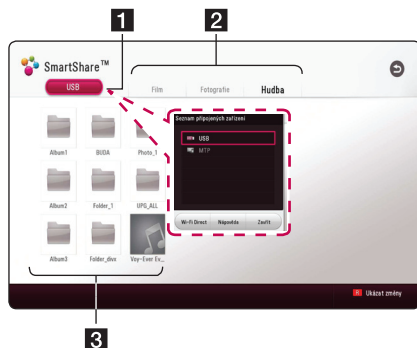 1
2
SmartShare™
USB
Film
Fotografie
Hudba
Seznam připojených zařízení
USB
MTP
Wi-Fi Direct
Nápověda
Zavřít
Album1
BUDA
Photo_1
Album2
Folder_1
UPG_ALL
Album3
Folder_divx
Voy-Ever Ev_
R Ukázat změny
3